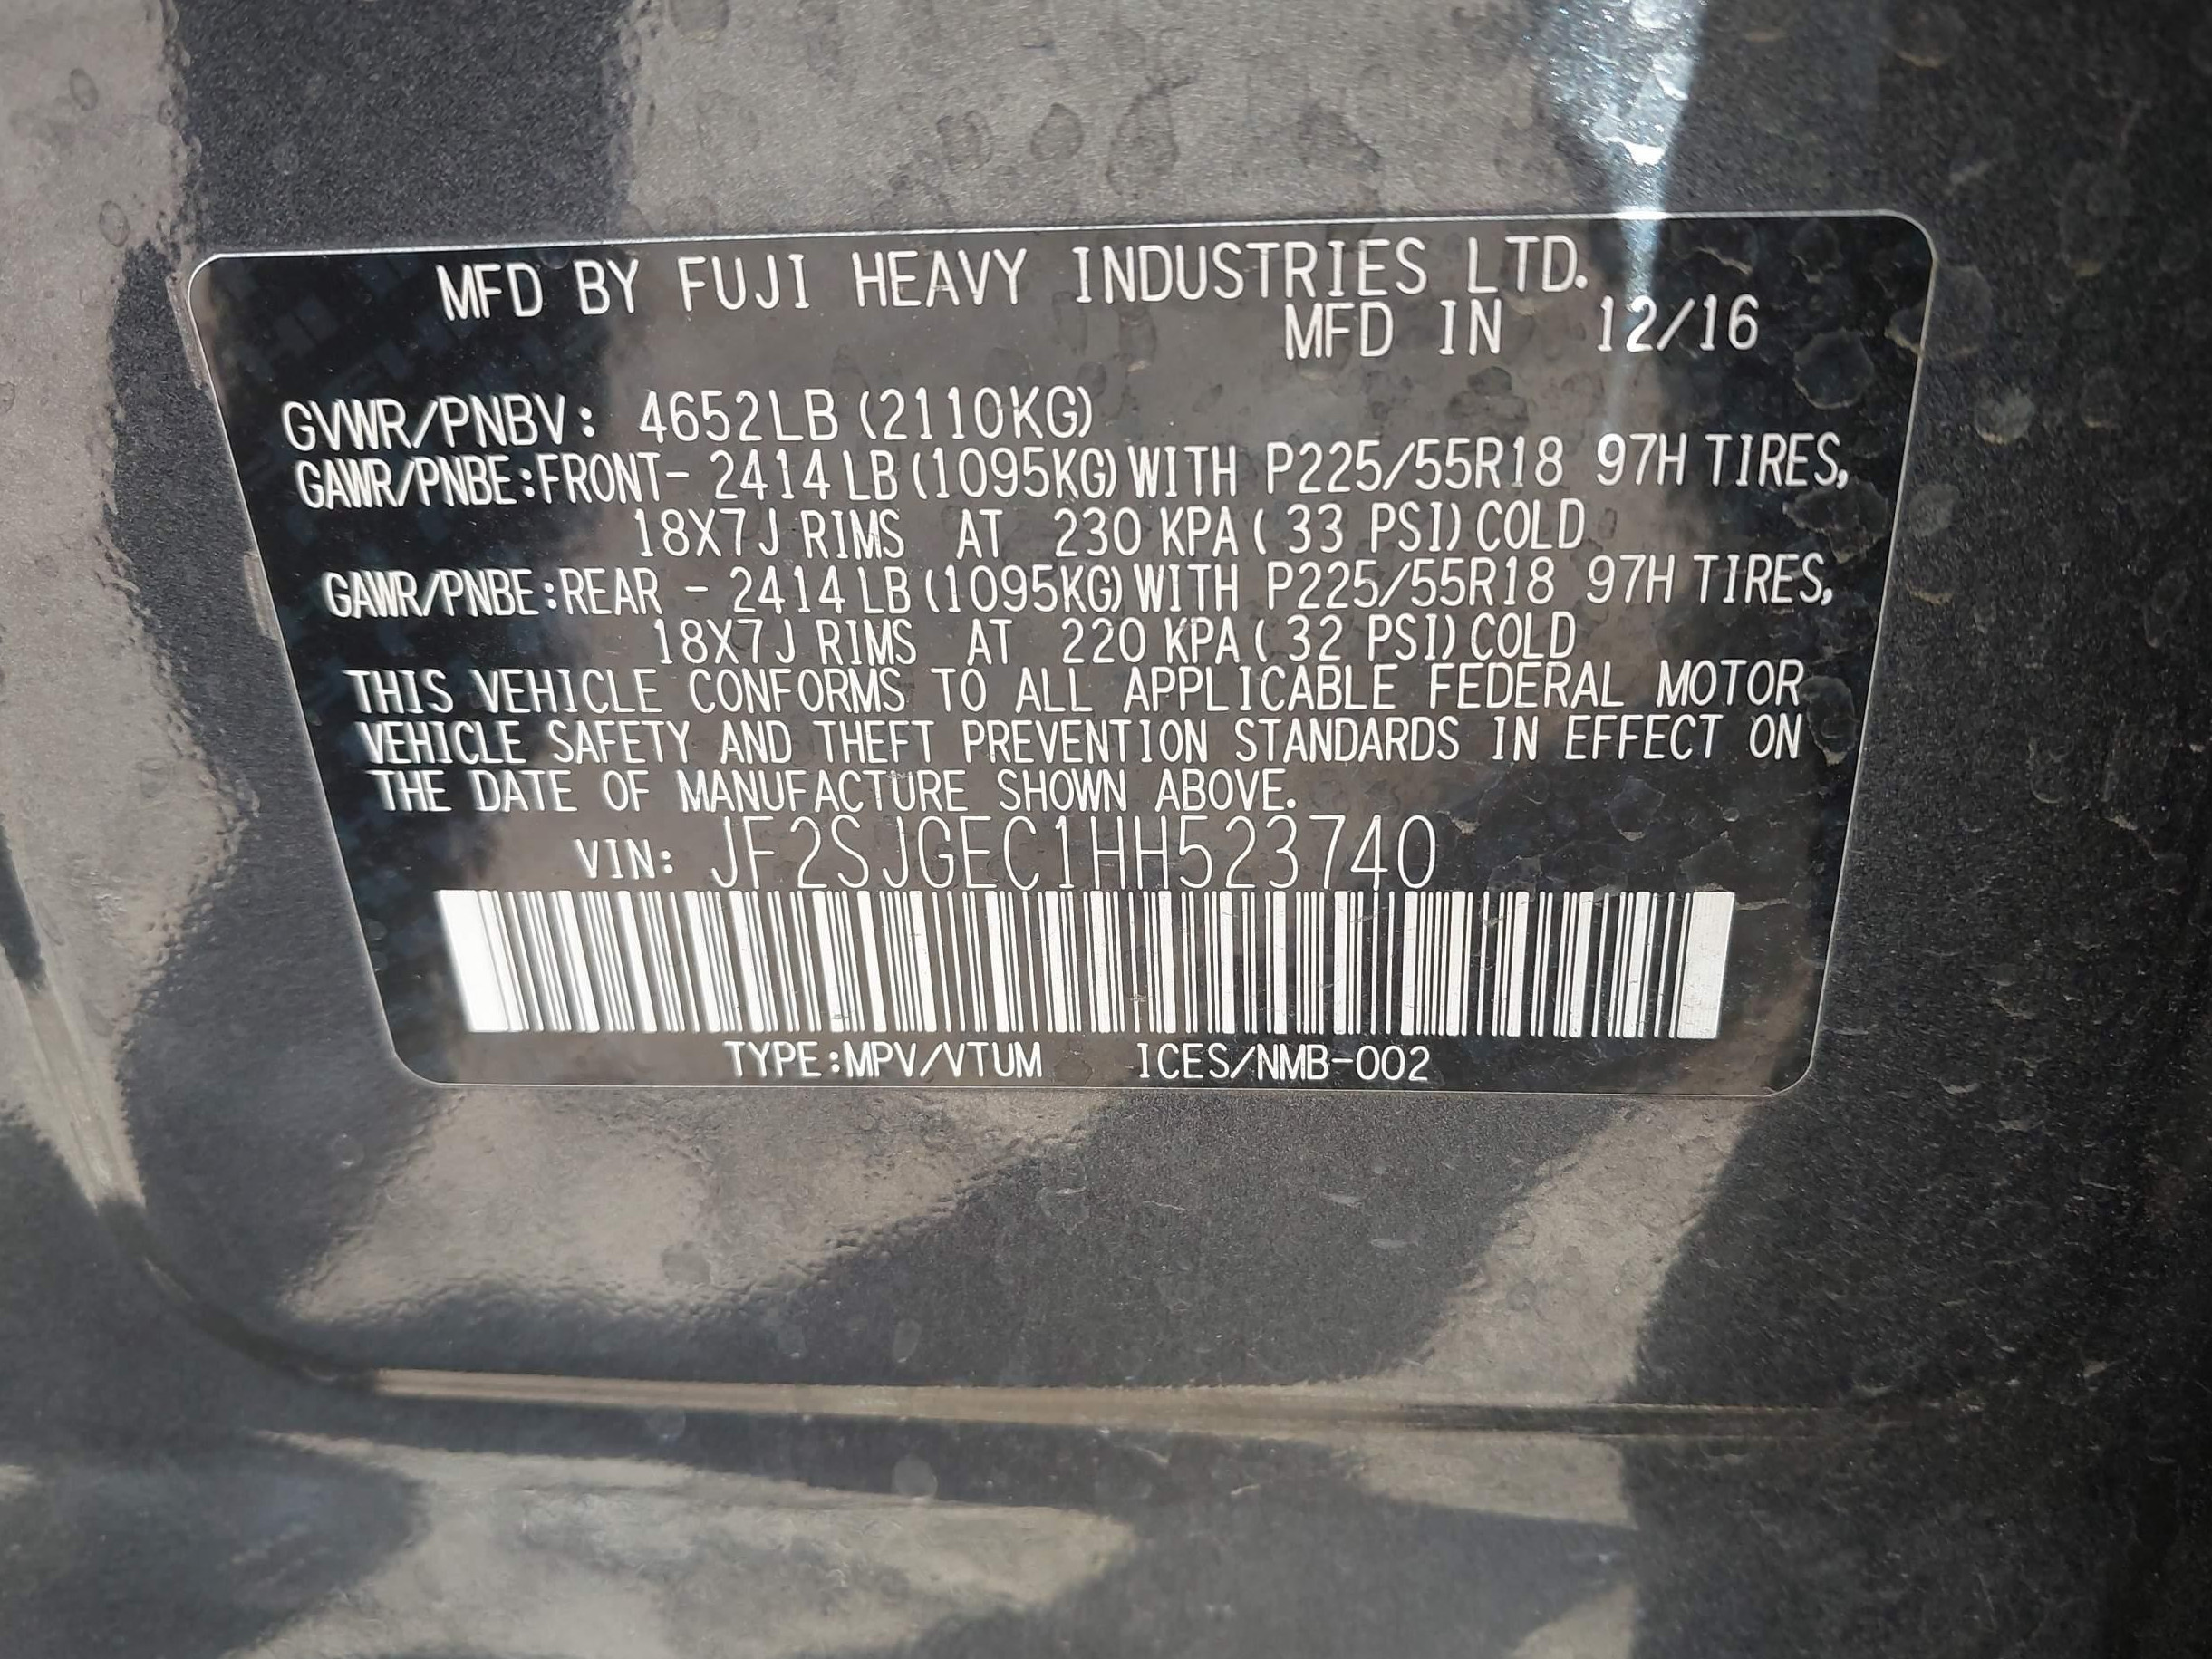 MFD BY FUJI HEAVY INDUSTRIES LTD.
MFD IN 12/16
GVWR/PNBV: 4652LB (2110KG)
GAWR/PNBE:FRONT- 2414LB(1095KG)WITH P225/55R18 97H TIRES,
18X7J RIMS AT 230 KPA( 33 PSI)COLD
GAWR/PNBE:REAR - 2414LB(1095KG)WITH P225/55R18 97H TIRES,
18X7J RIMS AT 220 KPA( 32 PSI)COLD
THIS VEHICLE CONFORMS TO ALL APPLICABLE FEDERAL MOTOR
VEHICLE SAFETY AND THEFT PREVENTION STANDARDS IN EFFECT ON
THE DATE OF MANUFACTURE SHOWN ABOVE.
VIN: JF2SJGEC1HH523740
TYPE:MPV/VTUM ICES/NMB-002